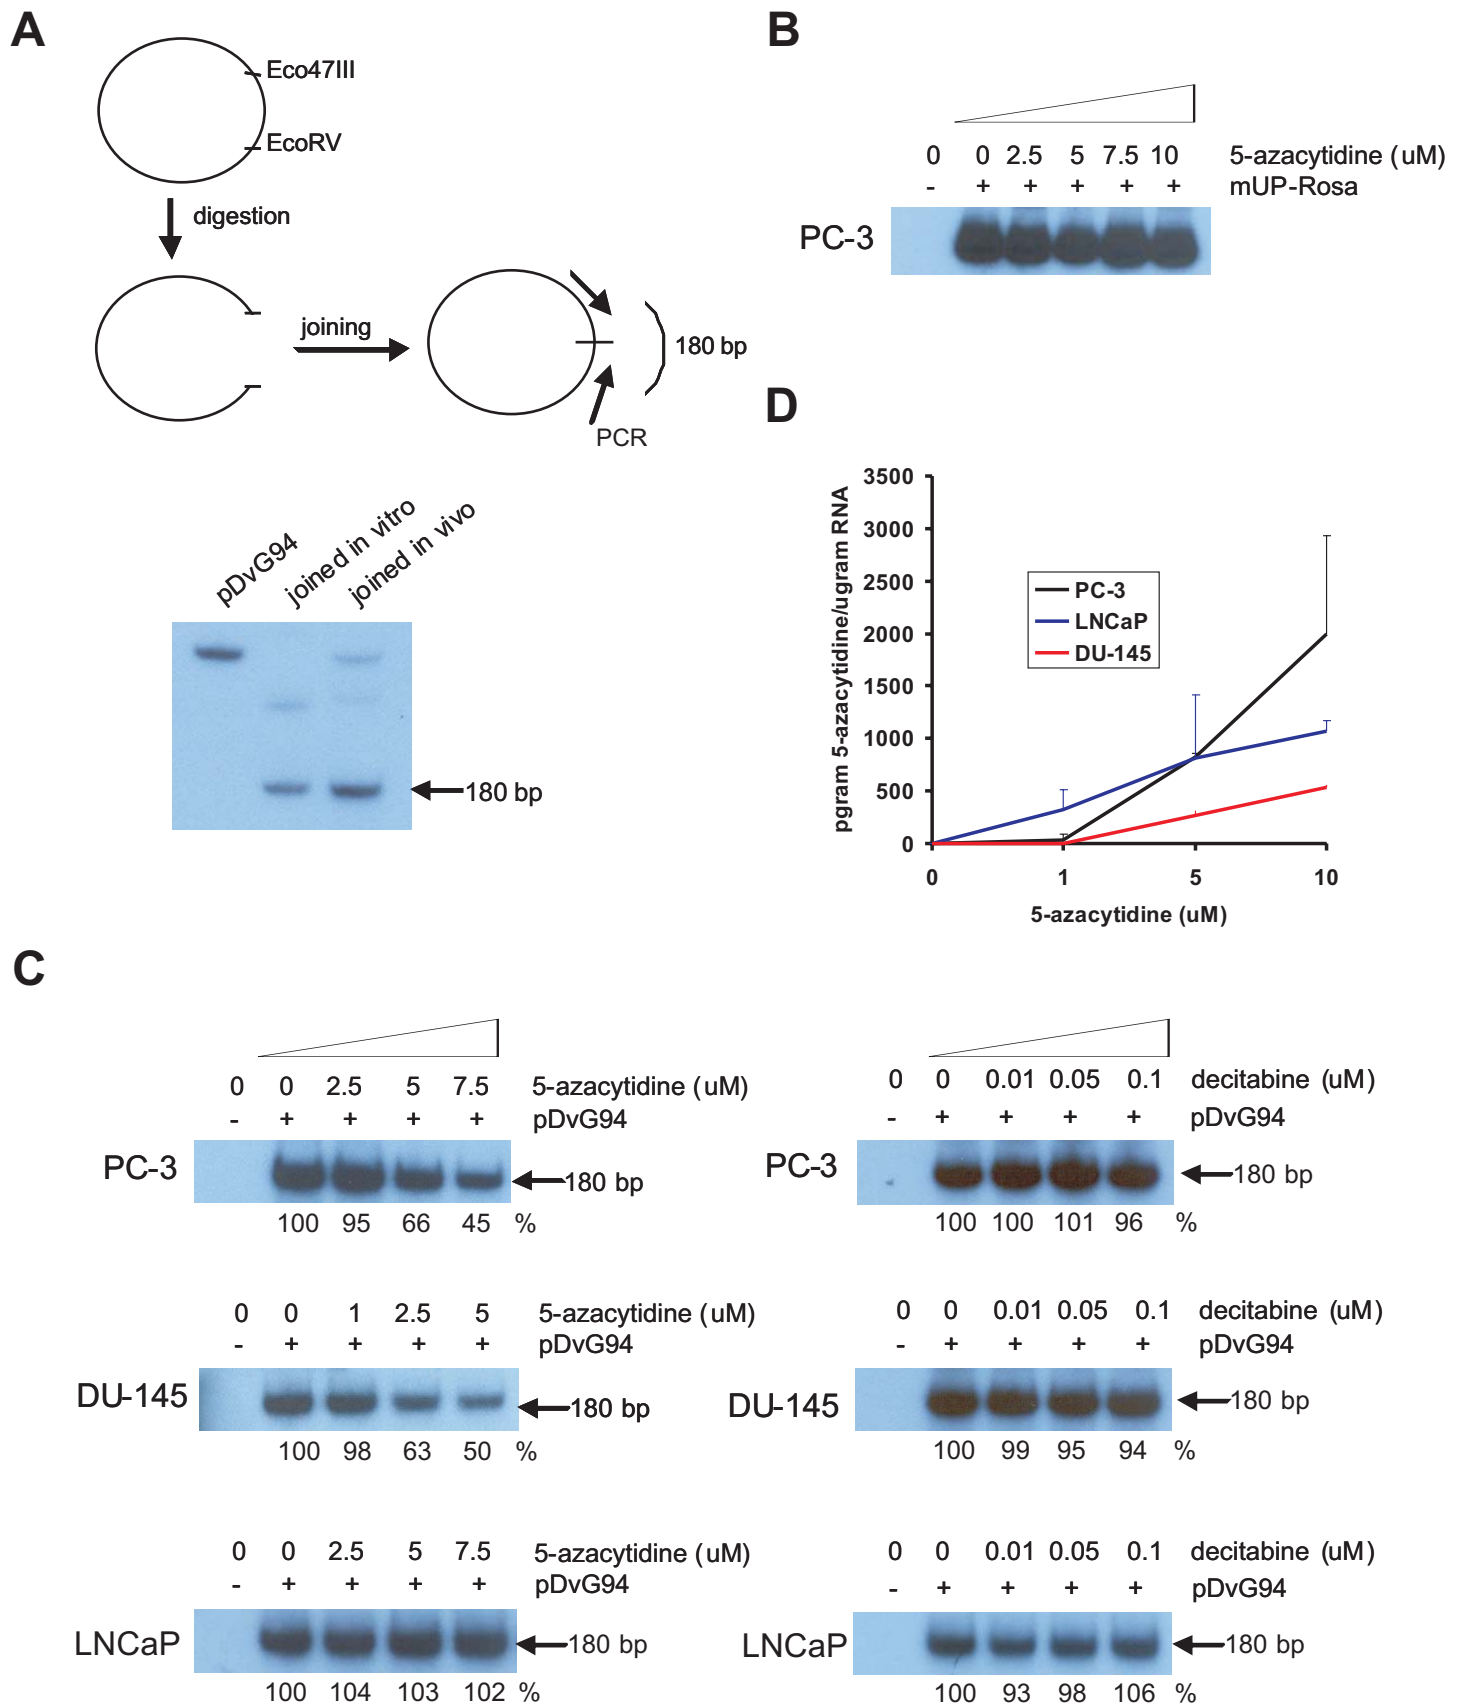 A
Eco47III
EcoRV
digestion
joining
180 bp
PCR
pDvG94
joined in vitro
joined in vivo
180 bp
B
0 0 2.5 5 7.5 10 5-azacytidine (uM)
- + + + + + mUP-Rosa
PC-3
D
3500
3000
2500
2000
1500
1000
500
0
pgram 5-azacytidine/ugram RNA
PC-3
LNCaP
DU-145
0 1 5 10
5-azacytidine (uM)
C
0 0 2.5 5 7.5 5-azacytidine (uM)
- + + + + pDvG94
PC-3
180 bp
100 95 66 45 %
0 0 0.01 0.05 0.1 decitabine (uM)
- + + + + pDvG94
PC-3
180 bp
100 100 101 96 %
0 0 1 2.5 5 5-azacytidine (uM)
- + + + + pDvG94
DU-145
180 bp
100 98 63 50 %
0 0 0.01 0.05 0.1 decitabine (uM)
- + + + + pDvG94
DU-145
180 bp
100 99 95 94 %
0 0 2.5 5 7.5 5-azacytidine (uM)
- + + + + pDvG94
LNCaP
180 bp
100 104 103 102 %
0 0 0.01 0.05 0.1 decitabine (uM)
- + + + + pDvG94
LNCaP
180 bp
100 93 98 106 %